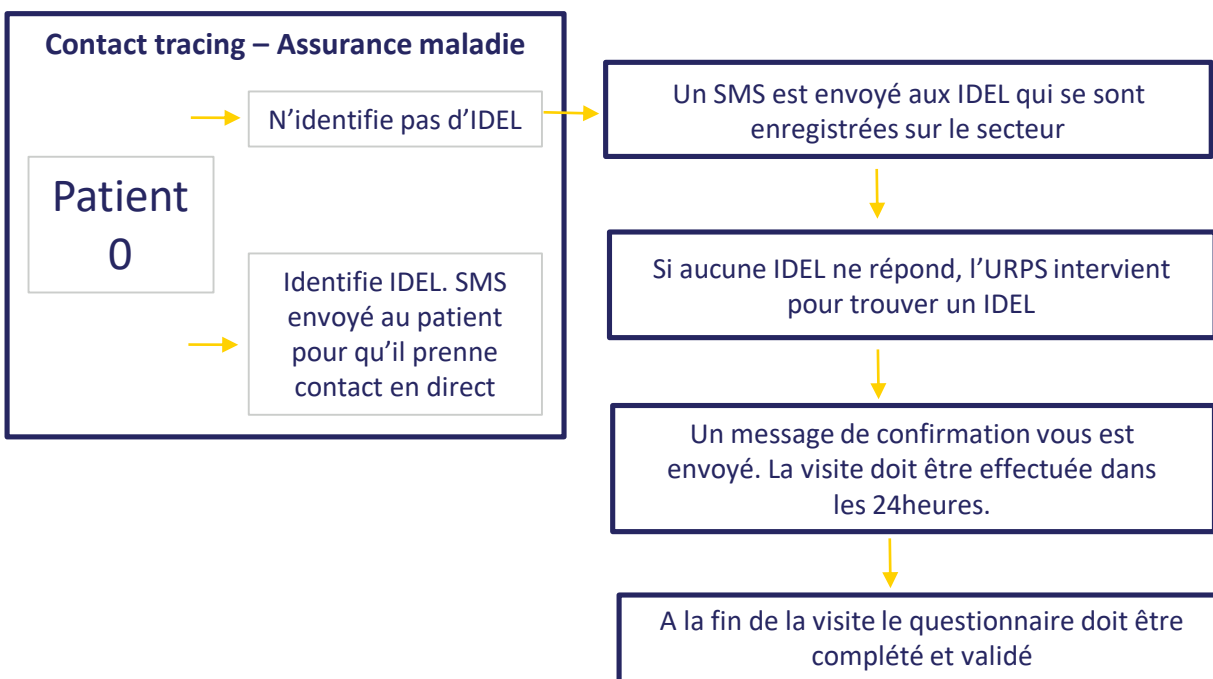 Contact tracing – Assurance maladie
N’identifie pas d’IDEL
Patient
0
Identifie IDEL. SMS
envoyé au patient
pour qu’il prenne
contact en direct
Un SMS est envoyé aux IDEL qui se sont
enregistrées sur le secteur
Si aucune IDEL ne répond, l’URPS intervient
pour trouver un IDEL
Un message de confirmation vous est
envoyé. La visite doit être effectuée dans
les 24heures.
A la fin de la visite le questionnaire doit être
complété et validé